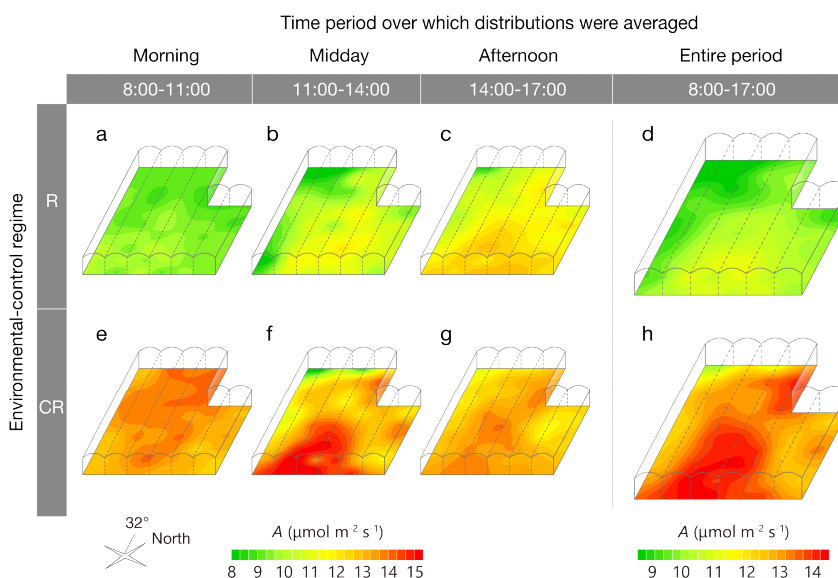 Time period over which distributions were averaged
Morning Midday Afternoon Entire period
8:00-11:00 11:00-14:00 14:00-17:00 8:00-17:00
Environmental-control regime
R
a b c d
CR
e f g h
32°
North
A (μmol m⁻² s⁻¹)
8 9 10 11 12 13 14 15
A (μmol m⁻² s⁻¹)
9 10 11 12 13 14